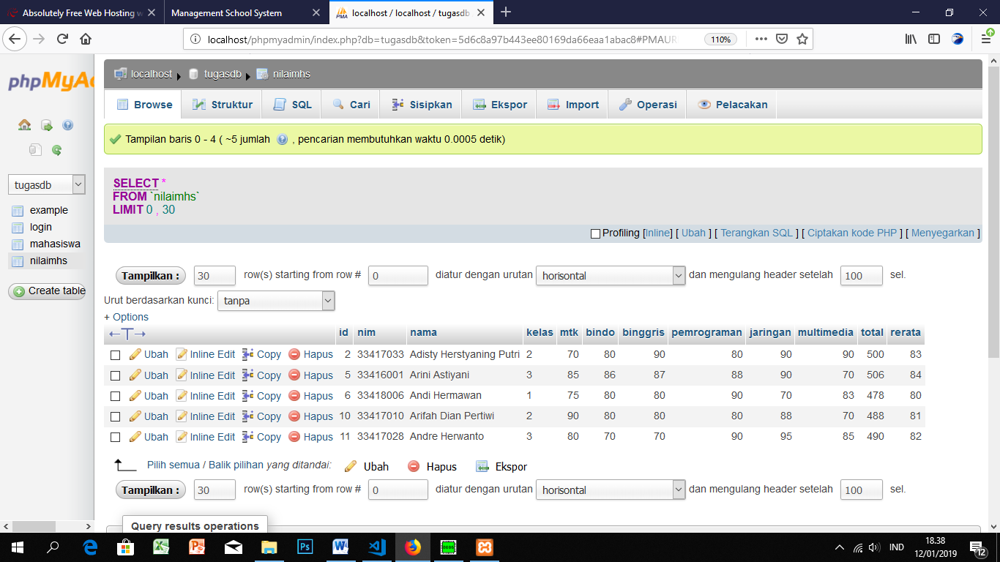 Absolutely Free Web Hosting w
Management School System
localhost / localhost / tugasdb
localhost/phpmyadmin/index.php?db=tugasdb&token=5d6c8a97b443ee80169da66eaa1abac8#PMAUR
110%
phpMyAd
localhost tugasdb nilaimhs
Browse Struktur SQL Cari Sisipkan Ekspor Import Operasi Pelacakan
Tampilan baris 0 - 4 ( ~5 jumlah , pencarian membutuhkan waktu 0.0005 detik)
tugasdb
example
login
mahasiswa
nilaimhs
Create table
SELECT *
FROM `nilaimhs`
LIMIT 0 , 30
Profiling [Inline] [ Ubah ] [ Terangkan SQL ] [ Ciptakan kode PHP ] [ Menyegarkan ]
Tampilkan : 30 row(s) starting from row # 0 diatur dengan urutan horisontal dan mengulang header setelah 100 sel.
Urut berdasarkan kunci: tanpa
+ Options
←T→ id nim nama kelas mtk bindo binggris pemrograman jaringan multimedia total rerata
Ubah Inline Edit Copy Hapus 2 33417033 Adisty Herstyaning Putri 2 70 80 90 80 90 90 500 83
Ubah Inline Edit Copy Hapus 5 33416001 Arini Astiyani 3 85 86 87 88 90 70 506 84
Ubah Inline Edit Copy Hapus 6 33418006 Andi Hermawan 1 75 80 80 90 70 83 478 80
Ubah Inline Edit Copy Hapus 10 33417010 Arifah Dian Pertiwi 2 90 80 80 80 88 70 488 81
Ubah Inline Edit Copy Hapus 11 33417028 Andre Herwanto 3 80 70 70 90 95 85 490 82
Pilih semua / Balik pilihan yang ditandai: Ubah Hapus Ekspor
Tampilkan : 30 row(s) starting from row # 0 diatur dengan urutan horisontal dan mengulang header setelah 100 sel.
Query results operations
IND
18.38
12/01/2019
12